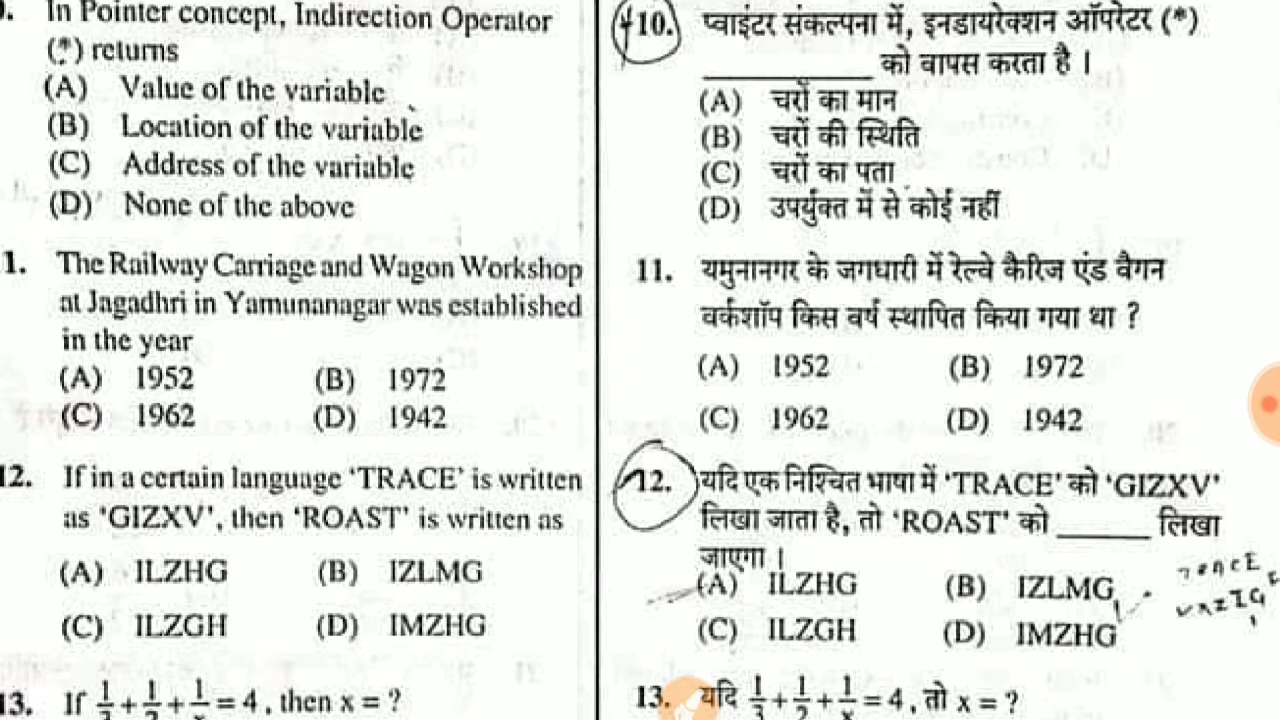 In Pointer concept, Indirection Operator
(*) returns
(A) Value of the variable
(B) Location of the variable
(C) Address of the variable
(D) None of the above
1. The Railway Carriage and Wagon Workshop
at Jagadhri in Yamunanagar was established
in the year
(A) 1952 (B) 1972
(C) 1962 (D) 1942
12. If in a certain language ‘TRACE’ is written
as ‘GIZXV’, then ‘ROAST’ is written as
(A) ILZHG (B) IZLMG
(C) ILZGH (D) IMZHG
13. If 1/3 + 1/2 + 1/x = 4, then x = ?
10. प्वाइंटर संकल्पना में, इनडायरेक्शन ऑपरेटर (*)
____________ को वापस करता है ।
(A) चरों का मान
(B) चरों की स्थिति
(C) चरों का पता
(D) उपर्युक्त में से कोई नहीं
11. यमुनानगर के जगधारी में रेल्वे कैरिज एंड वैगन
वर्कशॉप किस वर्ष स्थापित किया गया था ?
(A) 1952 (B) 1972
(C) 1962 (D) 1942
12. यदि एक निश्चित भाषा में ‘TRACE’ को ‘GIZXV’
लिखा जाता है, तो ‘ROAST’ को _______ लिखा
जाएगा ।
(A) ILZHG (B) IZLMG
(C) ILZGH (D) IMZHG
TRACE
13. यदि 1/3 + 1/2 + 1/x = 4, तो x = ?